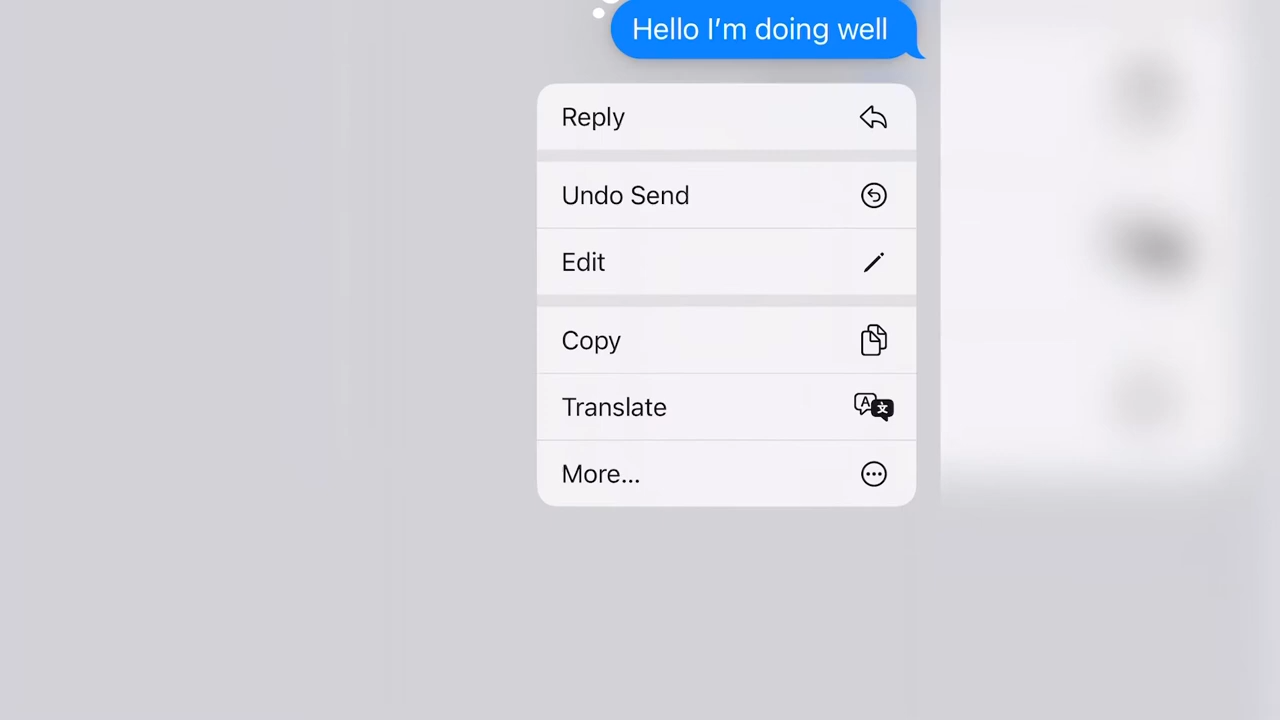 Hello I’m doing well
Reply
Undo Send
Edit
Copy
Translate
More...